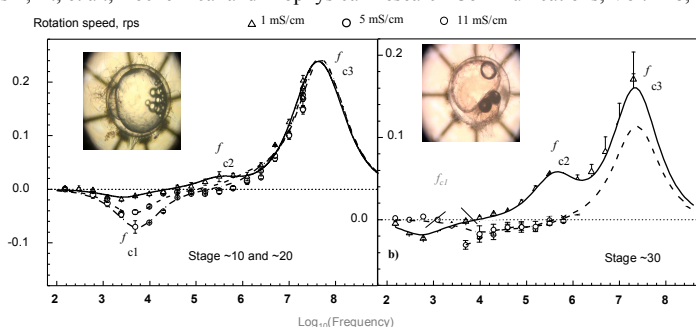 Rotation speed, rps
1 mS/cm
5 mS/cm
11 mS/cm
0.2
0.1
0.0
-0.1
f
c3
f
c2
f
c1
Stage ~10 and ~20
0.2
0.1
0.0
f
c3
f
c2
fc1
b)
Stage ~30
2 3 4 5 6 7 8
2 3 4 5 6 7 8
Log10(Frequency)